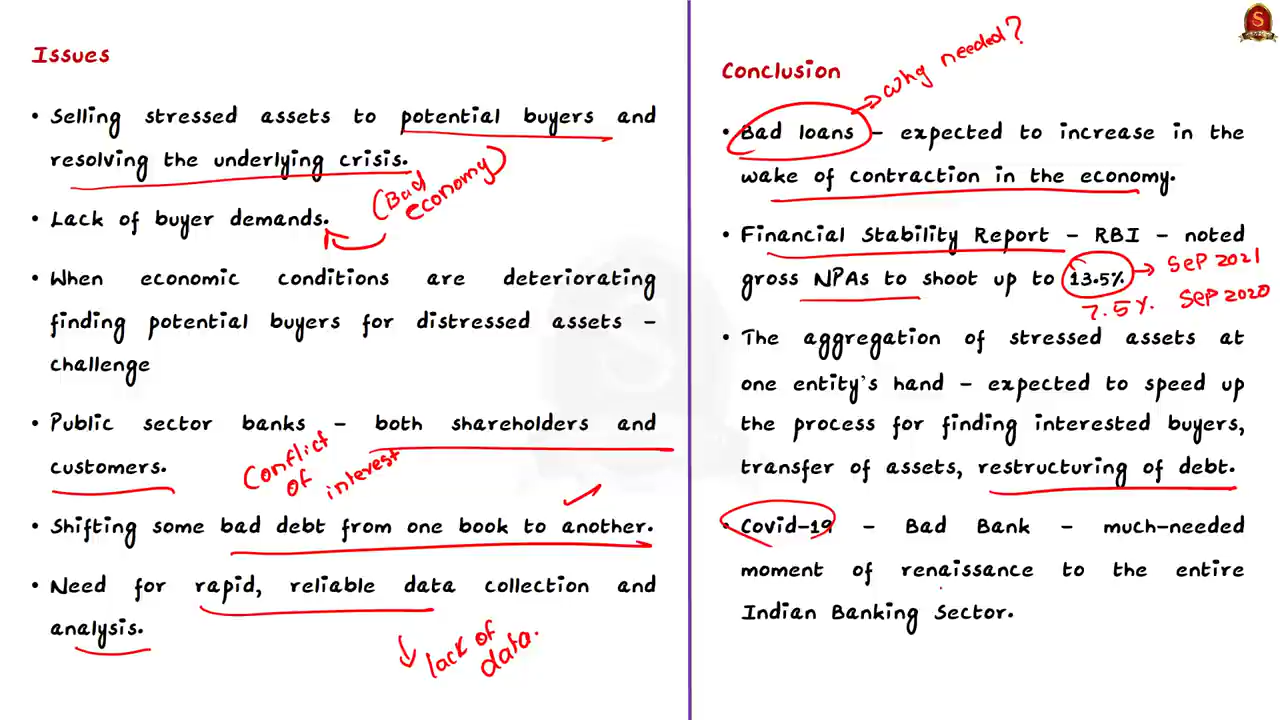 Issues
• Selling stressed assets to potential buyers and
resolving the underlying crisis.
(Bad
economy)
• Lack of buyer demands.
• When economic conditions are deteriorating
finding potential buyers for distressed assets –
challenge
• Public sector banks – both shareholders and
customers.
Conflict
of interest
• Shifting some bad debt from one book to another.
• Need for rapid, reliable data collection and
analysis.
lack of
data.
Conclusion
why needed?
• Bad loans – expected to increase in the
wake of contraction in the economy.
• Financial Stability Report – RBI – noted
gross NPAs to shoot up to 13.5% Sep 2021
7.5%. Sep 2020
• The aggregation of stressed assets at
one entity's hand – expected to speed up
the process for finding interested buyers,
transfer of assets, restructuring of debt.
• Covid-19 – Bad Bank – much-needed
moment of renaissance to the entire
Indian Banking Sector.